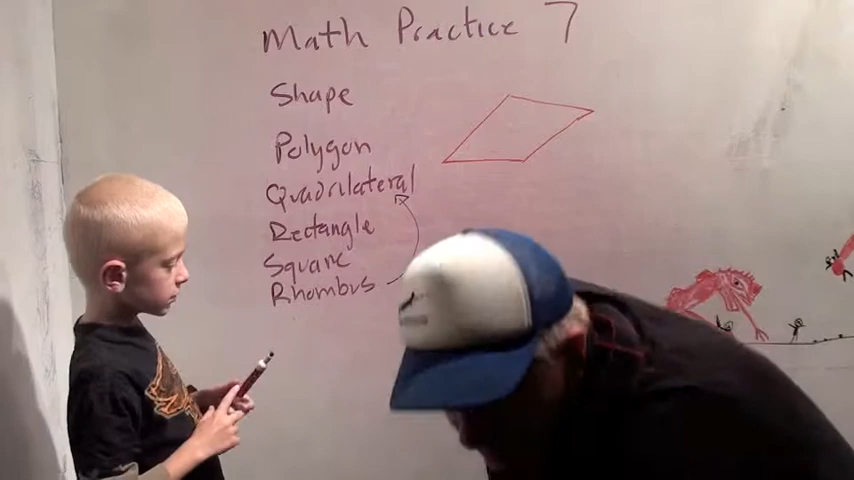 Math Practice 7
Shape
Polygon
Quadrilateral
Rectangle
Square
Rhombus